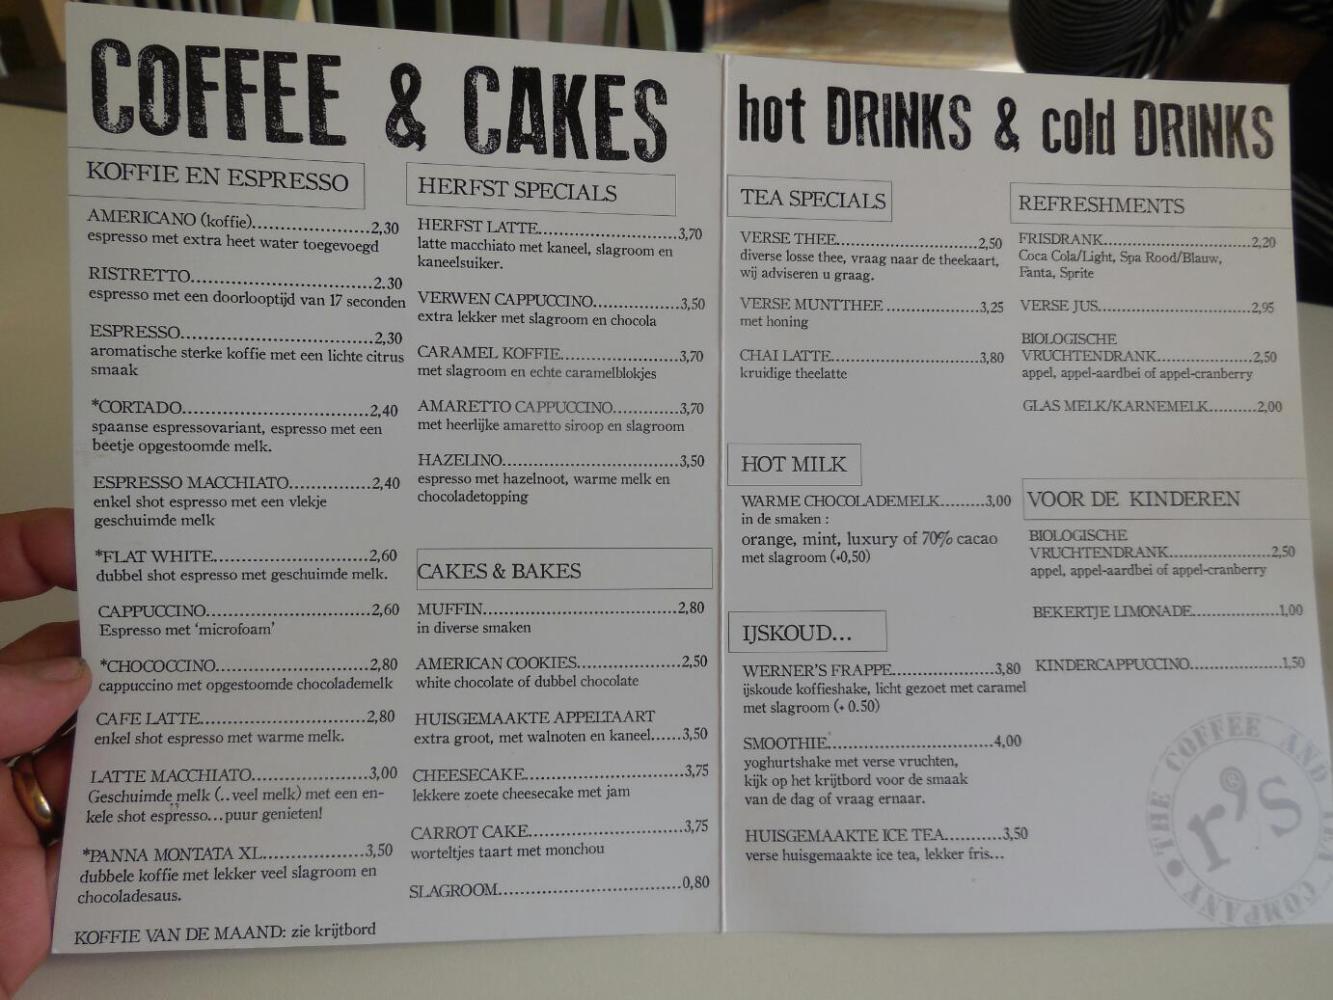 COFFEE & CAKES
KOFFIE EN ESPRESSO
AMERICANO (koffie)..................2,30
espresso met extra heet water toegevoegd
RISTRETTO..................2.30
espresso met een doorlooptijd van 17 seconden
ESPRESSO..................2,30
aromatische sterke koffie met een lichte citrus
smaak
*CORTADO..................2,40
spaanse espressovariant, espresso met een
beetje opgestoomde melk.
ESPRESSO MACCHIATO..................2,40
enkel shot espresso met een vlekje
geschuimde melk
*FLAT WHITE..................2,60
dubbel shot espresso met geschuimde melk.
CAPPUCCINO..................2,60
Espresso met 'microfoam'
*CHOCOCCINO..................2,80
cappuccino met opgestoomde chocolademelk
CAFE LATTE..................2,80
enkel shot espresso met warme melk.
LATTE MACCHIATO..................3,00
Geschuimde melk (..veel melk) met een en-
kele shot espresso...puur genieten!
*PANNA MONTATA XL..................3,50
dubbele koffie met lekker veel slagroom en
chocoladesaus.
KOFFIE VAN DE MAAND: zie krijtbord
HERFST SPECIALS
HERFST LATTE..................3,70
latte macchiato met kaneel, slagroom en
kaneelsuiker.
VERWEN CAPPUCCINO..................3,50
extra lekker met slagroom en chocola
CARAMEL KOFFIE..................3,70
met slagroom en echte caramelblokjes
AMARETTO CAPPUCCINO..................3,70
met heerlijke amaretto siroop en slagroom
HAZELINO..................3,50
espresso met hazelnoot, warme melk en
chocoladetopping
CAKES & BAKES
MUFFIN..................2,80
in diverse smaken
AMERICAN COOKIES..................2,50
white chocolate of dubbel chocolate
HUISGEMAAKTE APPELTAART
extra groot, met walnoten en kaneel......3,50
CHEESECAKE..................3,75
lekkere zoete cheesecake met jam
CARROT CAKE..................3,75
worteltjes taart met monchou
SLAGROOM..................0,80
hot DRINKS & cold DRINKS
TEA SPECIALS
VERSE THEE..................2,50
diverse losse thee, vraag naar de theekaart,
wij adviseren u graag.
VERSE MUNTTHEE ..................3,25
met honing
CHAI LATTE..................3,80
kruidige theelatte
HOT MILK
WARME CHOCOLADEMELK.........3,00
in de smaken :
orange, mint, luxury of 70% cacao
met slagroom (+0,50)
IJSKOUD...
WERNER'S FRAPPE..................3,80
ijskoude koffieshake, licht gezoet met caramel
met slagroom (+ 0.50)
SMOOTHIE..................4,00
yoghurtshake met verse vruchten,
kijk op het krijtbord voor de smaak
van de dag of vraag ernaar.
HUISGEMAAKTE ICE TEA..........3,50
verse huisgemaakte ice tea, lekker fris...
REFRESHMENTS
FRISDRANK..................2,20
Coca Cola/Light, Spa Rood/Blauw,
Fanta, Sprite
VERSE JUS..................2,95
BIOLOGISCHE
VRUCHTENDRANK..................2,50
appel, appel-aardbei of appel-cranberry
GLAS MELK/KARNEMELK..........2,00
VOOR DE KINDEREN
BIOLOGISCHE
VRUCHTENDRANK..................2,50
appel, appel-aardbei of appel-cranberry
BEKERTJE LIMONADE..................1,00
KINDERCAPPUCCINO..................1,50
THE COFFEE AND TEA COMPANY
r's